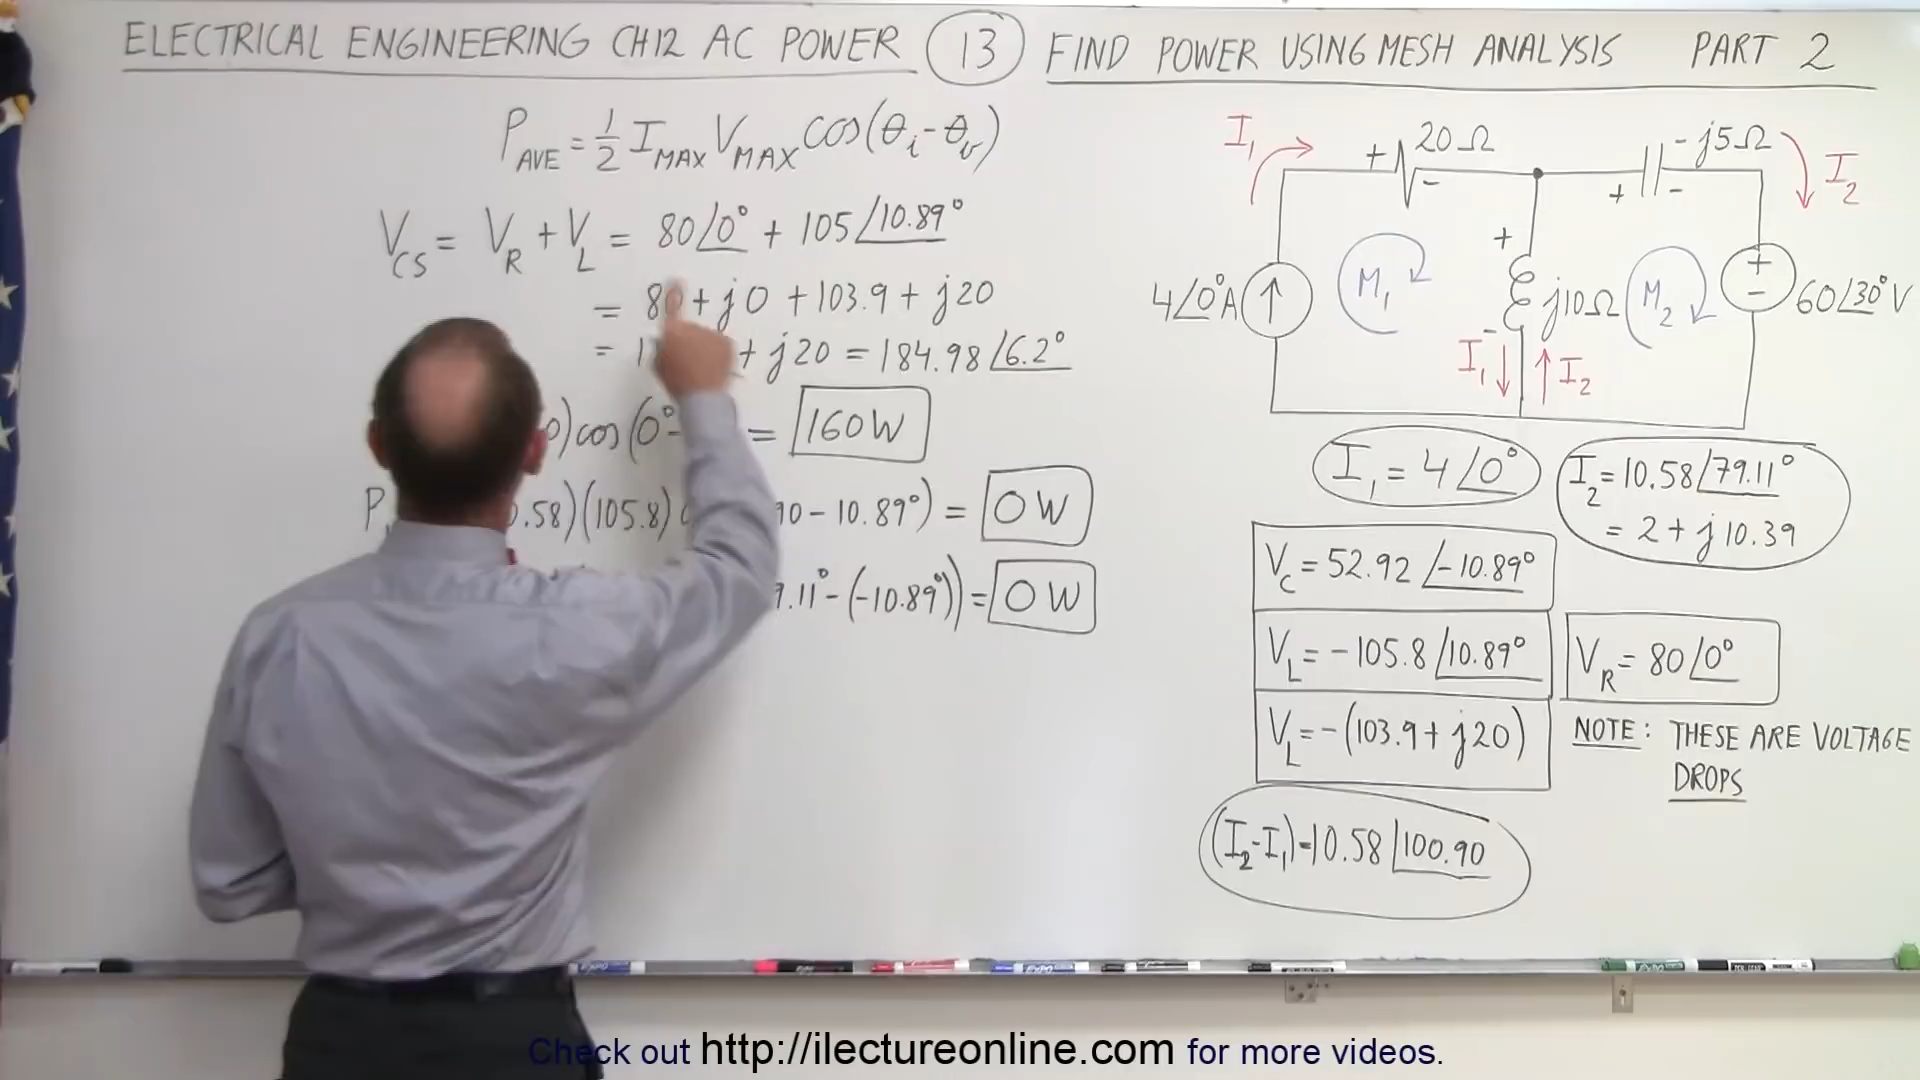 ELECTRICAL ENGINEERING CH12 AC POWER 13 FIND POWER USING MESH ANALYSIS PART 2
P_AVE = 1/2 I_MAX V_MAX cos(θ_i - θ_v)
V_CS = V_R + V_L = 80∠0° + 105∠10.89°
= 80 + j0 + 103.9 + j20
= 1 + j20 = 184.98∠6.2°
0) cos(0°- = 160W
P .58)(105.8) 90 - 10.89°) = 0W
9.11° - (-10.89°)) = 0W
I₁
20Ω
-j5Ω
I₂
+ -
+ -
4∠0°A
M₁
+
-
j10Ω
M₂
+
-
60∠30°V
I₁ I₂
I₁ = 4∠0°
I₂ = 10.58∠79.11°
= 2 + j10.39
V_C = 52.92∠-10.89°
V_L = -105.8∠10.89°
V_R = 80∠0°
V_L = -(103.9 + j20)
NOTE: THESE ARE VOLTAGE
DROPS
(I₂-I₁)=10.58∠100.90
Check out http://ilectureonline.com for more videos.